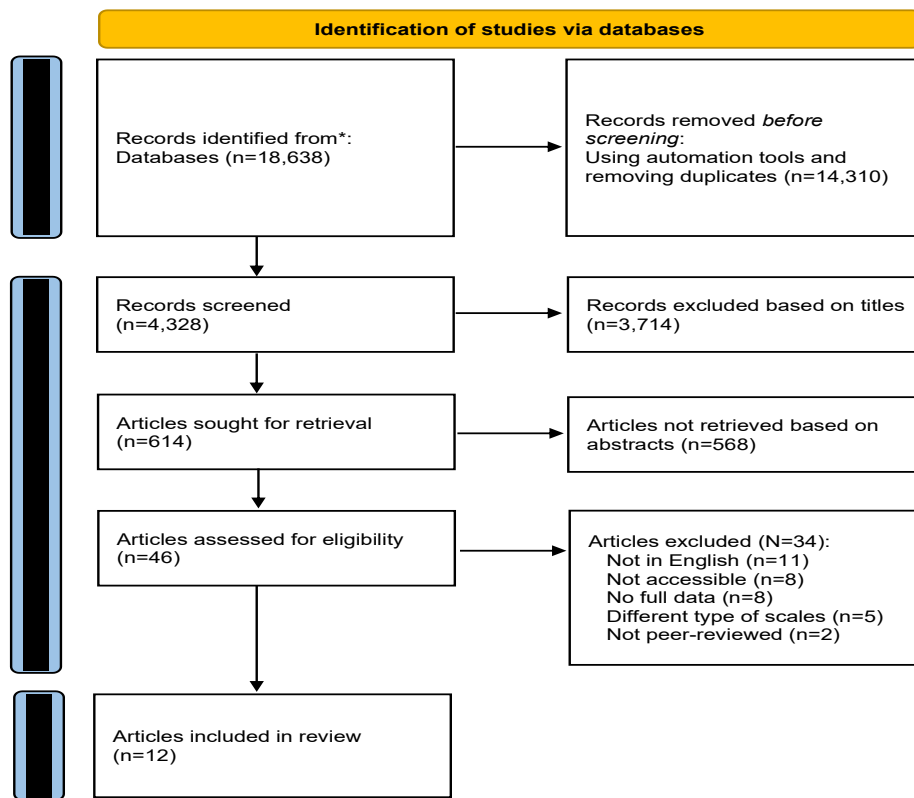 Identification of studies via databases
Records identified from*:
Databases (n=18,638)
Records removed before
screening:
Using automation tools and
removing duplicates (n=14,310)
Records screened
(n=4,328)
Records excluded based on titles
(n=3,714)
Articles sought for retrieval
(n=614)
Articles not retrieved based on
abstracts (n=568)
Articles assessed for eligibility
(n=46)
Articles excluded (N=34):
Not in English (n=11)
Not accessible (n=8)
No full data (n=8)
Different type of scales (n=5)
Not peer-reviewed (n=2)
Articles included in review
(n=12)